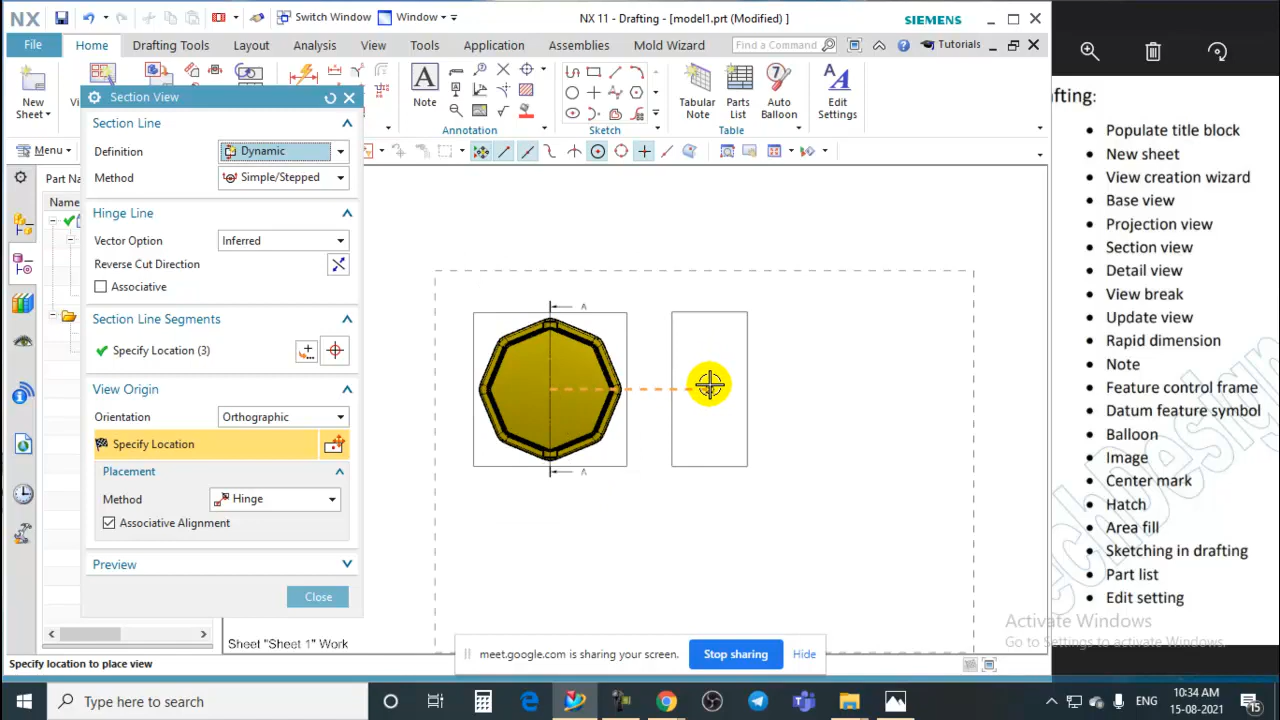 NX
Switch Window
Window
NX 11 - Drafting - [model1.prt (Modified) ]
SIEMENS
File
Home
Drafting Tools
Layout
Analysis
View
Tools
Application
Assemblies
Mold Wizard
Find a Command
Tutorials
New
Sheet
Note
Annotation
Sketch
Tabular
Note
Parts
List
Auto
Balloon
Table
Edit
Settings
Menu
Section View
Section Line
Definition
Dynamic
Method
Simple/Stepped
Hinge Line
Vector Option
Inferred
Reverse Cut Direction
Associative
Section Line Segments
Specify Location (3)
View Origin
Orientation
Orthographic
Specify Location
Placement
Method
Hinge
Associative Alignment
Preview
Close
Part Na
Name
A
A
Sheet "Sheet 1" Work
Specify location to place view
meet.google.com is sharing your screen.
Stop sharing
Hide
fting:
Populate title block
New sheet
View creation wizard
Base view
Projection view
Section view
Detail view
View break
Update view
Rapid dimension
Note
Feature control frame
Datum feature symbol
Balloon
Image
Center mark
Hatch
Area fill
Sketching in drafting
Part list
Edit setting
echDesign
Activate Windows
Go to Settings to activate Windows.
Type here to search
ENG
10:34 AM
15-08-2021
15